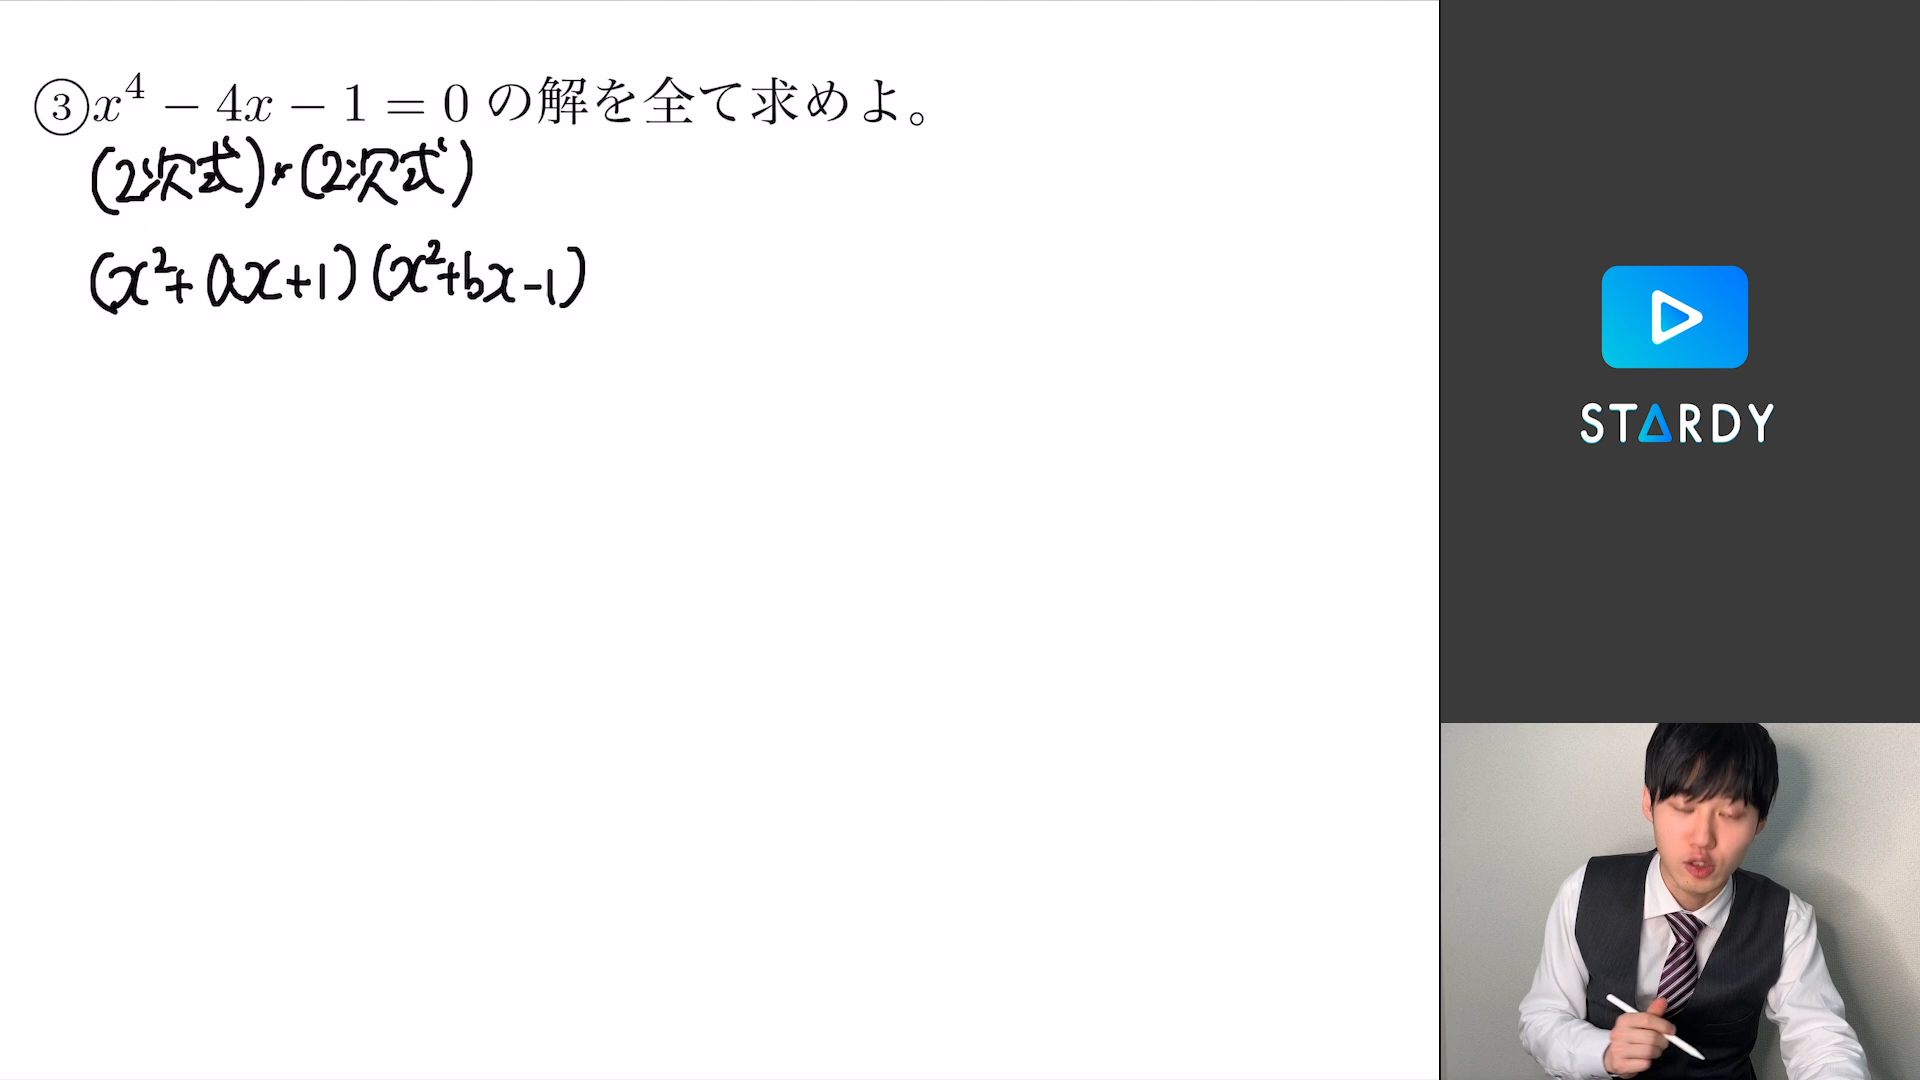 ③x⁴ − 4x − 1 = 0 の解を全て求めよ。
(2次式)×(2次式)
(x²+ax+1)(x²+bx-1)
STARDY